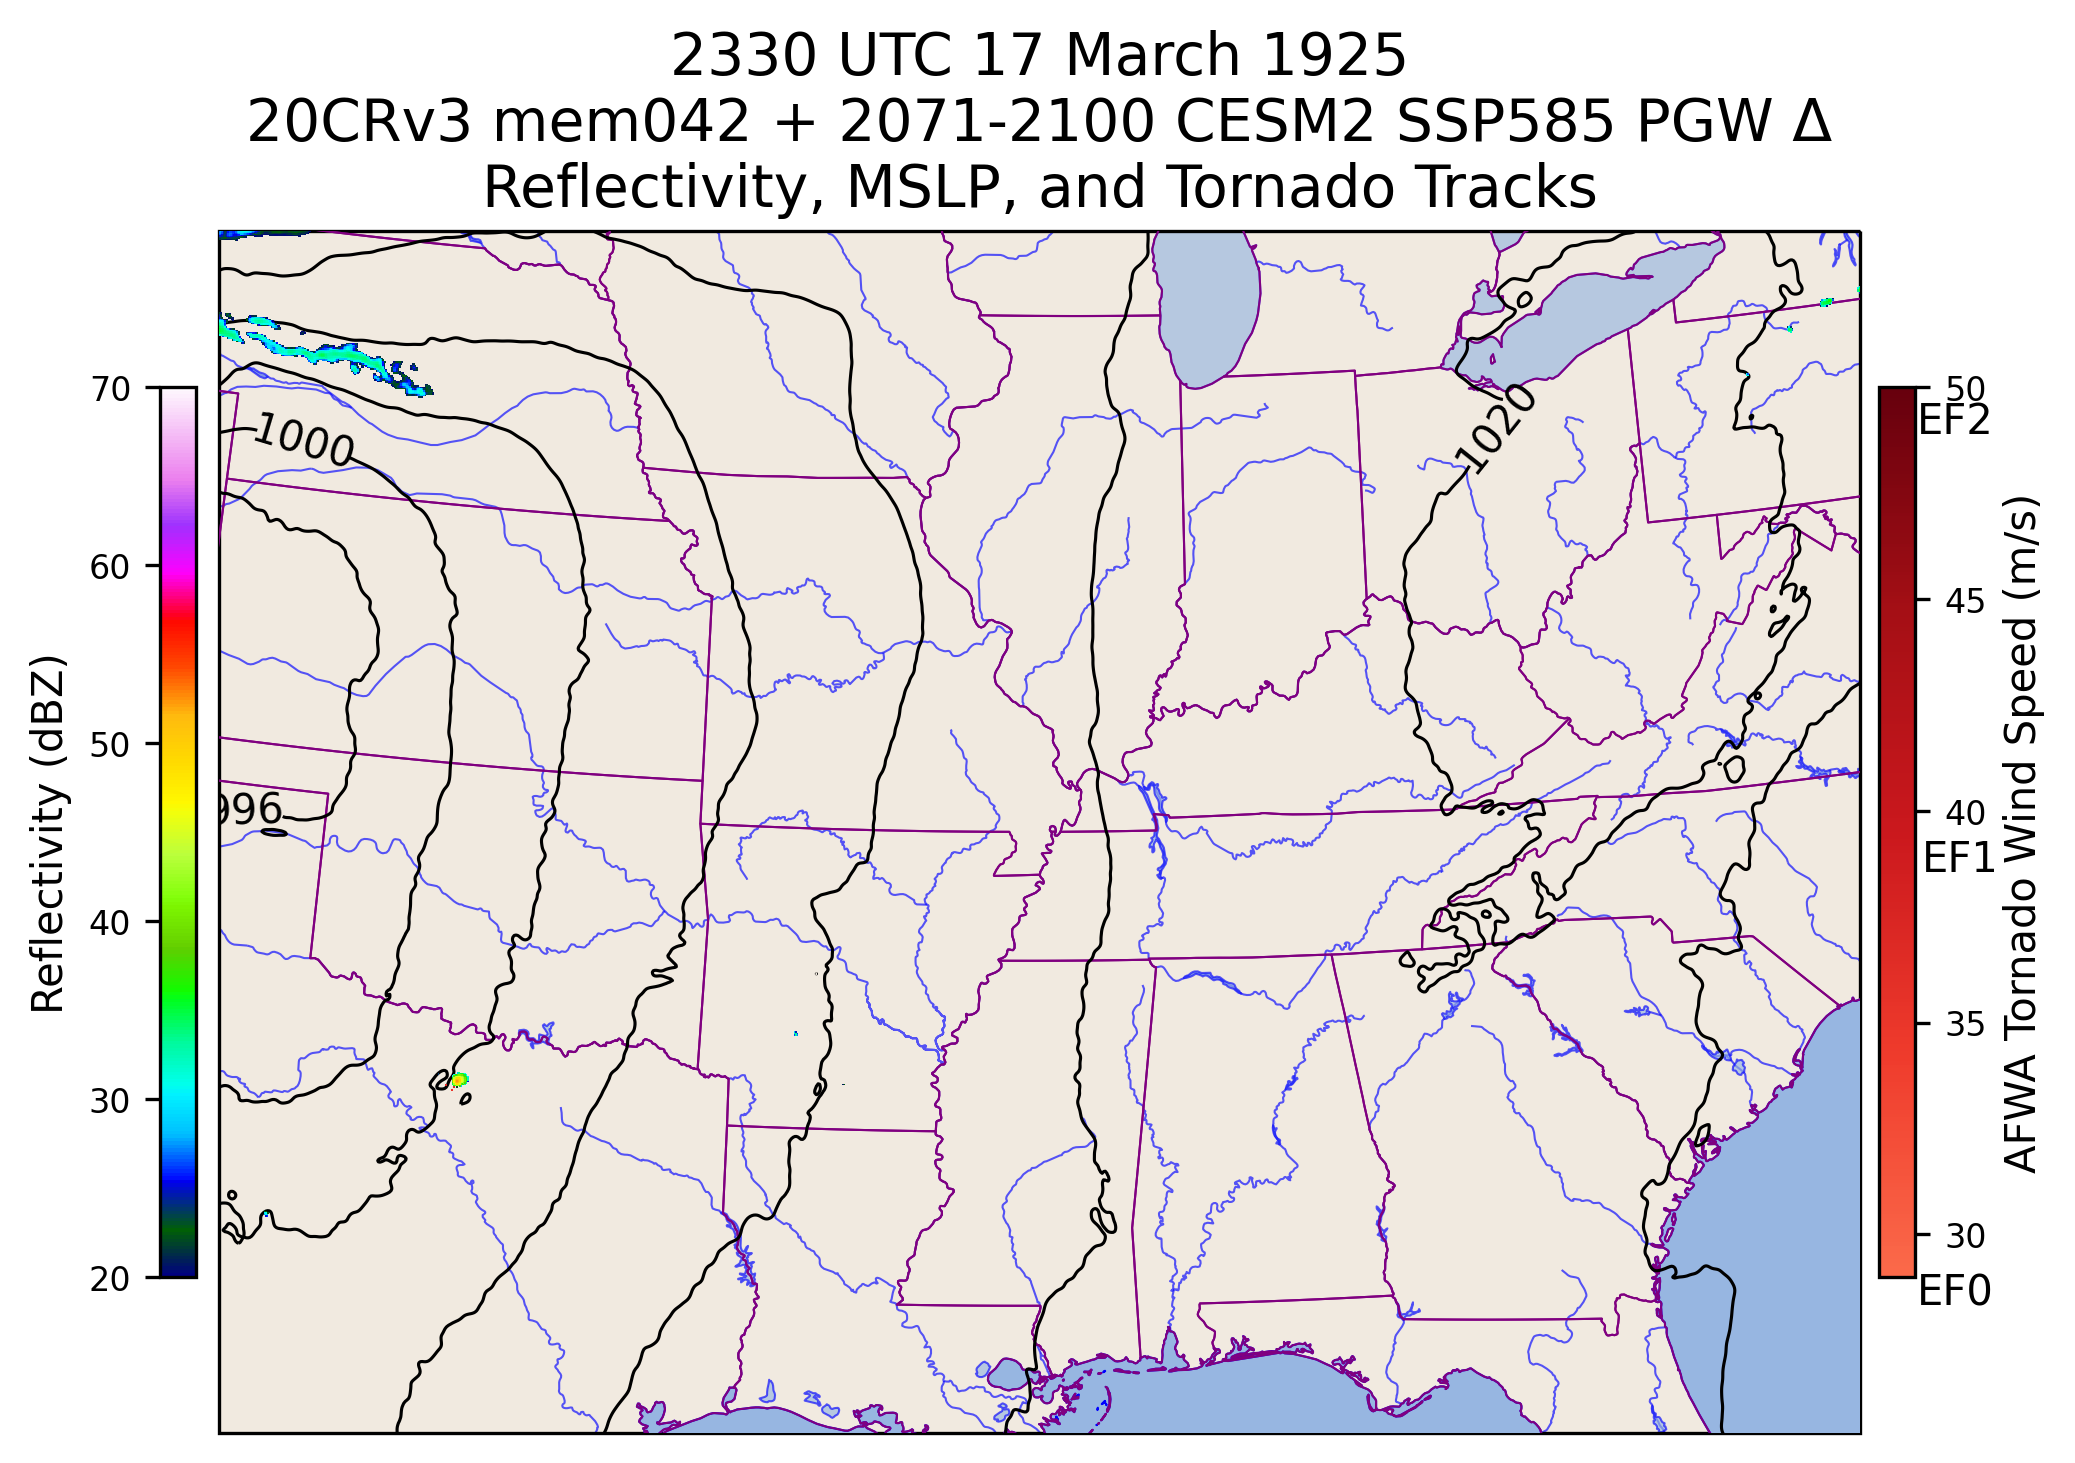 2330 UTC 17 March 1925
20CRv3 mem042 + 2071-2100 CESM2 SSP585 PGW Δ
Reflectivity, MSLP, and Tornado Tracks
1000
996
1020
70
60
50
40
30
20
Reflectivity (dBZ)
50
EF2
45
40
EF1
35
30
EF0
AFWA Tornado Wind Speed (m/s)